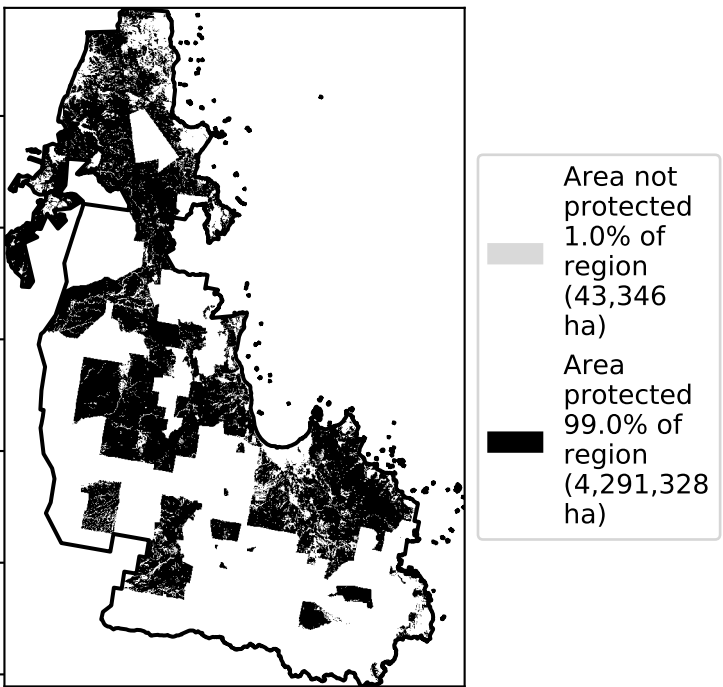 Area not
protected
1.0% of
region
(43,346
ha)
Area
protected
99.0% of
region
(4,291,328
ha)